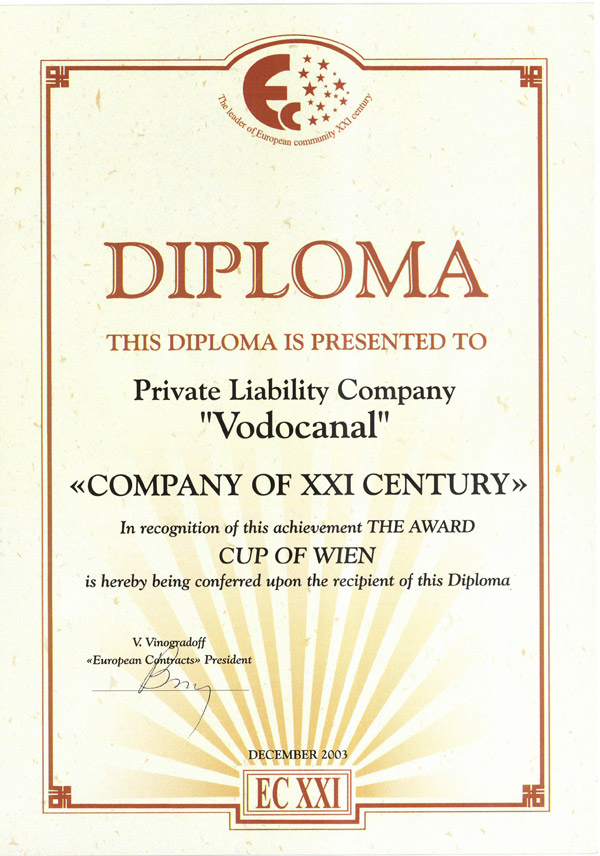 EC
The leader of European community XXI century
DIPLOMA
THIS DIPLOMA IS PRESENTED TO
Private Liability Company
"Vodocanal"
«COMPANY OF XXI CENTURY»
In recognition of this achievement THE AWARD
CUP OF WIEN
is hereby being conferred upon the recipient of this Diploma
V. Vinogradoff
«European Contracts» President
DECEMBER 2003
EC XXI